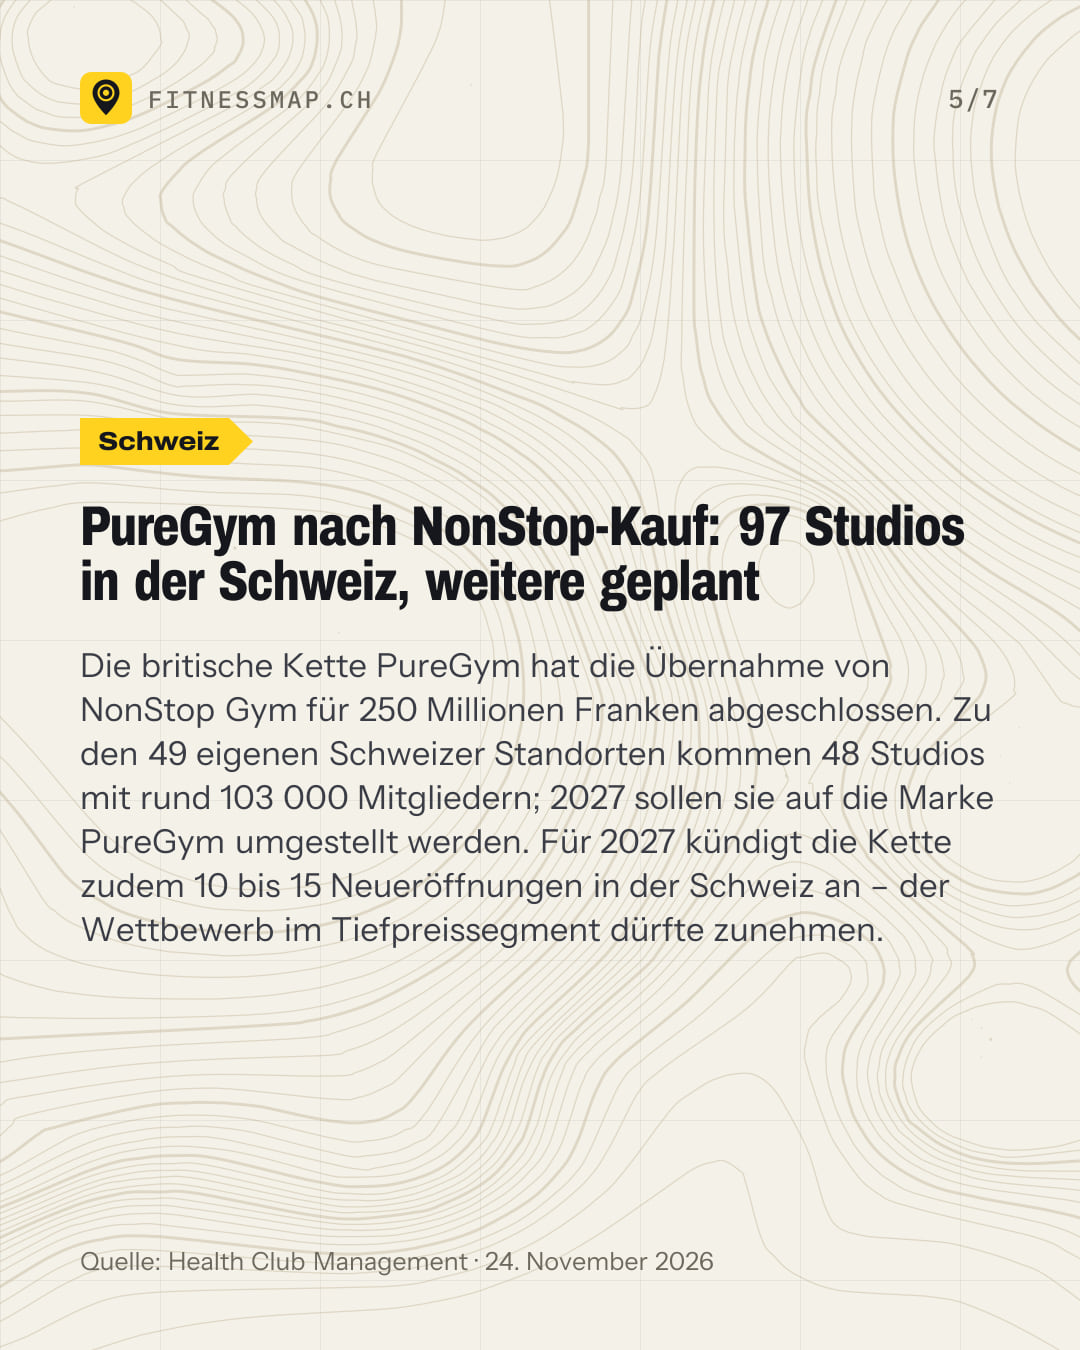 FITNESSMAP.CH
5/7
Schweiz
PureGym nach NonStop-Kauf: 97 Studios
in der Schweiz, weitere geplant
Die britische Kette PureGym hat die Übernahme von
NonStop Gym für 250 Millionen Franken abgeschlossen. Zu
den 49 eigenen Schweizer Standorten kommen 48 Studios
mit rund 103 000 Mitgliedern; 2027 sollen sie auf die Marke
PureGym umgestellt werden. Für 2027 kündigt die Kette
zudem 10 bis 15 Neueröffnungen in der Schweiz an – der
Wettbewerb im Tiefpreissegment dürfte zunehmen.
Quelle: Health Club Management · 24. November 2026